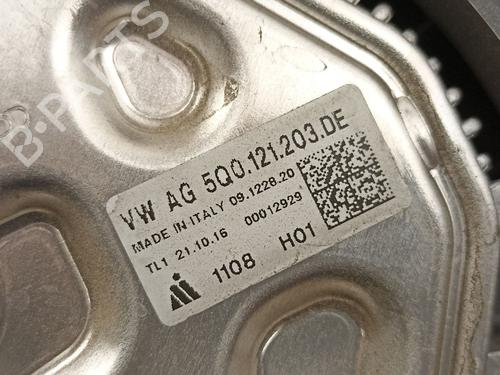 B-PARTS
VW AG 5Q0.121.203.DE
MADE IN ITALY 09.1228.20
TL1 21.10.16 00012929
1108 H01